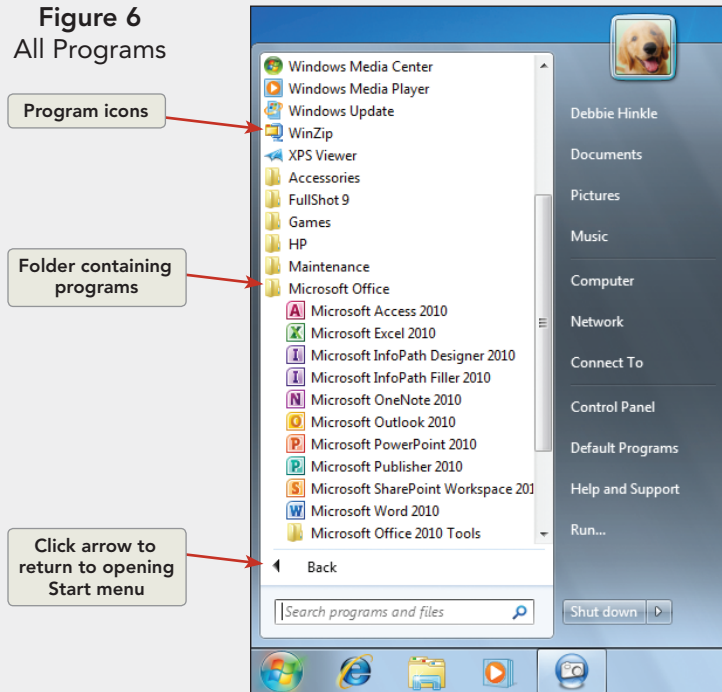 Figure 6
All Programs
Program icons
Folder containing
programs
Click arrow to
return to opening
Start menu
Windows Media Center
Windows Media Player
Windows Update
WinZip
XPS Viewer
Accessories
FullShot 9
Games
HP
Maintenance
Microsoft Office
Microsoft Access 2010
Microsoft Excel 2010
Microsoft InfoPath Designer 2010
Microsoft InfoPath Filler 2010
Microsoft OneNote 2010
Microsoft Outlook 2010
Microsoft PowerPoint 2010
Microsoft Publisher 2010
Microsoft SharePoint Workspace 201
Microsoft Word 2010
Microsoft Office 2010 Tools
Back
Search programs and files
Debbie Hinkle
Documents
Pictures
Music
Computer
Network
Connect To
Control Panel
Default Programs
Help and Support
Run...
Shut down